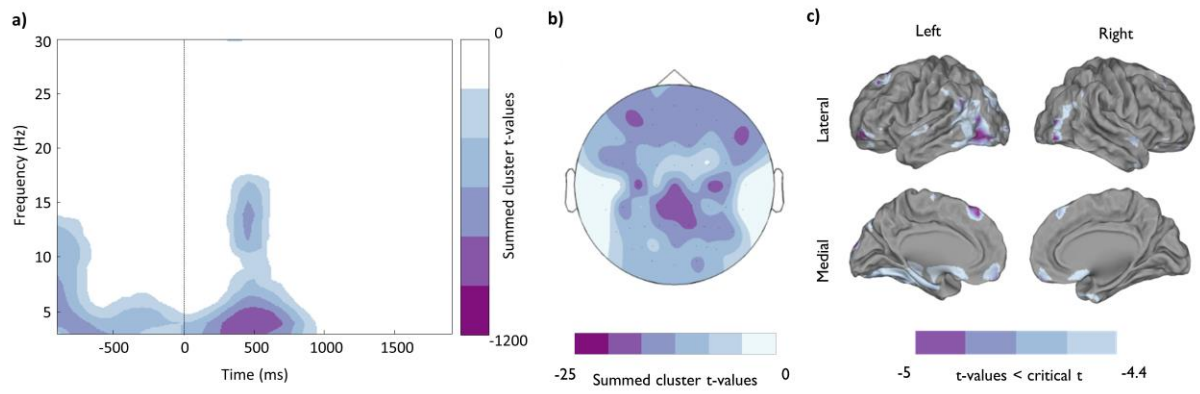 a)
30
25
20
15
10
5
Frequency (Hz)
-500
0
500
1000
1500
Time (ms)
0
-1200
Summed cluster t-values
b)
-25
0
Summed cluster t-values
c)
Left
Right
Lateral
Medial
-5
-4.4
t-values < critical t